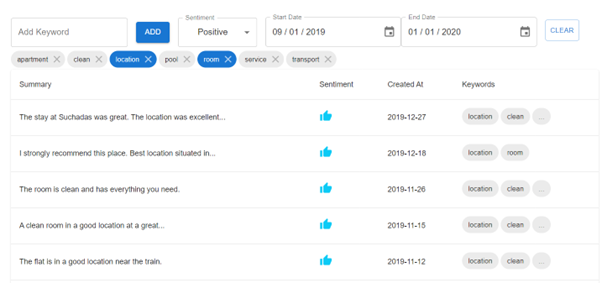 Sentiment Start Date End Date
Add Keyword ADD Positive 09 / 01 / 2019 01 / 01 / 2020 CLEAR
apartment clean location pool room service transport
Summary Sentiment Created At Keywords
The stay at Suchadas was great. The location was excellent... 2019-12-27 location clean ...
I strongly recommend this place. Best location situated in... 2019-12-18 location room
The room is clean and has everything you need. 2019-11-26 location clean ...
A clean room in a good location at a great... 2019-11-15 location clean ...
The flat is in a good location near the train. 2019-11-12 location clean ...